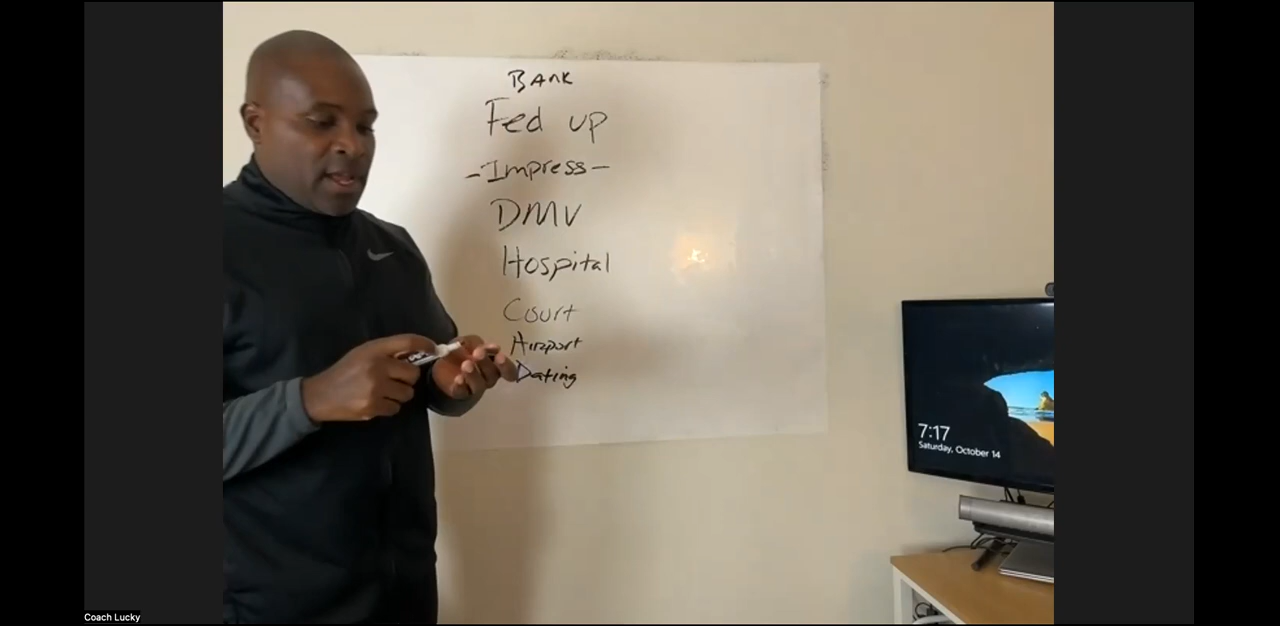 BANK
Fed up
-Impress-
DMV
Hospital
Court
Airport
Dating
7:17
Saturday, October 14
Coach Lucky